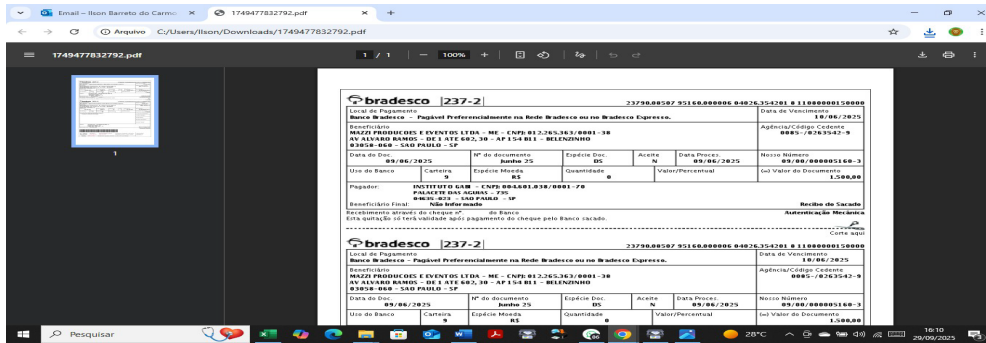 Email – Ilson Barreto do Carmo
1749477832792.pdf
Arquivo C:/Users/Ilson/Downloads/1749477832792.pdf
1749477832792.pdf
1 / 1
100%
1
bradesco |237-2|
23790.00507 95160.000006 04026.354201 8 11080000150000
Local de Pagamento
Banco Bradesco - Pagável Preferencialmente na Rede Bradesco ou no Bradesco Expresso.
Data de Vencimento
10/06/2025
Beneficiário
MAZZI PRODUCOES E EVENTOS LTDA - ME - CNPJ: 012.265.363/0001-38
AV ALVARO RAMOS - DE 1 ATE 602, 30 - AP 154 B11 - BELENZINHO
03058-060 - SAO PAULO - SP
Agência/Código Cedente
0085-/0263542-9
Data do Doc.
09/06/2025
Nº do documento
Junho 25
Espécie Doc.
DS
Aceite
N
Data Proces.
09/06/2025
Nosso Número
09/00/000005160-3
Uso do Banco
Carteira
9
Espécie Moeda
R$
Quantidade
0
Valor/Percentual
(=) Valor do Documento
1.500,00
Pagador: INSTITUTO GABI - CNPJ: 004.601.038/0001-70
PALACETE DAS AGUIAS - 735
04635-023 - SAO PAULO - SP
Beneficiário Final: Não Informado
Recibo do Sacado
Recebimento através do cheque nº. do Banco
Autenticação Mecânica
Esta quitação só terá validade após pagamento do cheque pelo Banco sacado.
Corte aqui
bradesco |237-2|
23790.00507 95160.000006 04026.354201 8 11080000150000
Local de Pagamento
Banco Bradesco - Pagável Preferencialmente na Rede Bradesco ou no Bradesco Expresso.
Data de Vencimento
10/06/2025
Beneficiário
MAZZI PRODUCOES E EVENTOS LTDA - ME - CNPJ: 012.265.363/0001-38
AV ALVARO RAMOS - DE 1 ATE 602, 30 - AP 154 B11 - BELENZINHO
03058-060 - SAO PAULO - SP
Agência/Código Cedente
0085-/0263542-9
Data do Doc.
09/06/2025
Nº do documento
Junho 25
Espécie Doc.
DS
Aceite
N
Data Proces.
09/06/2025
Nosso Número
09/00/000005160-3
Uso do Banco
Carteira
9
Espécie Moeda
R$
Quantidade
0
Valor/Percentual
(=) Valor do Documento
1.500,00
Pesquisar
28°C
16:10
29/09/2025